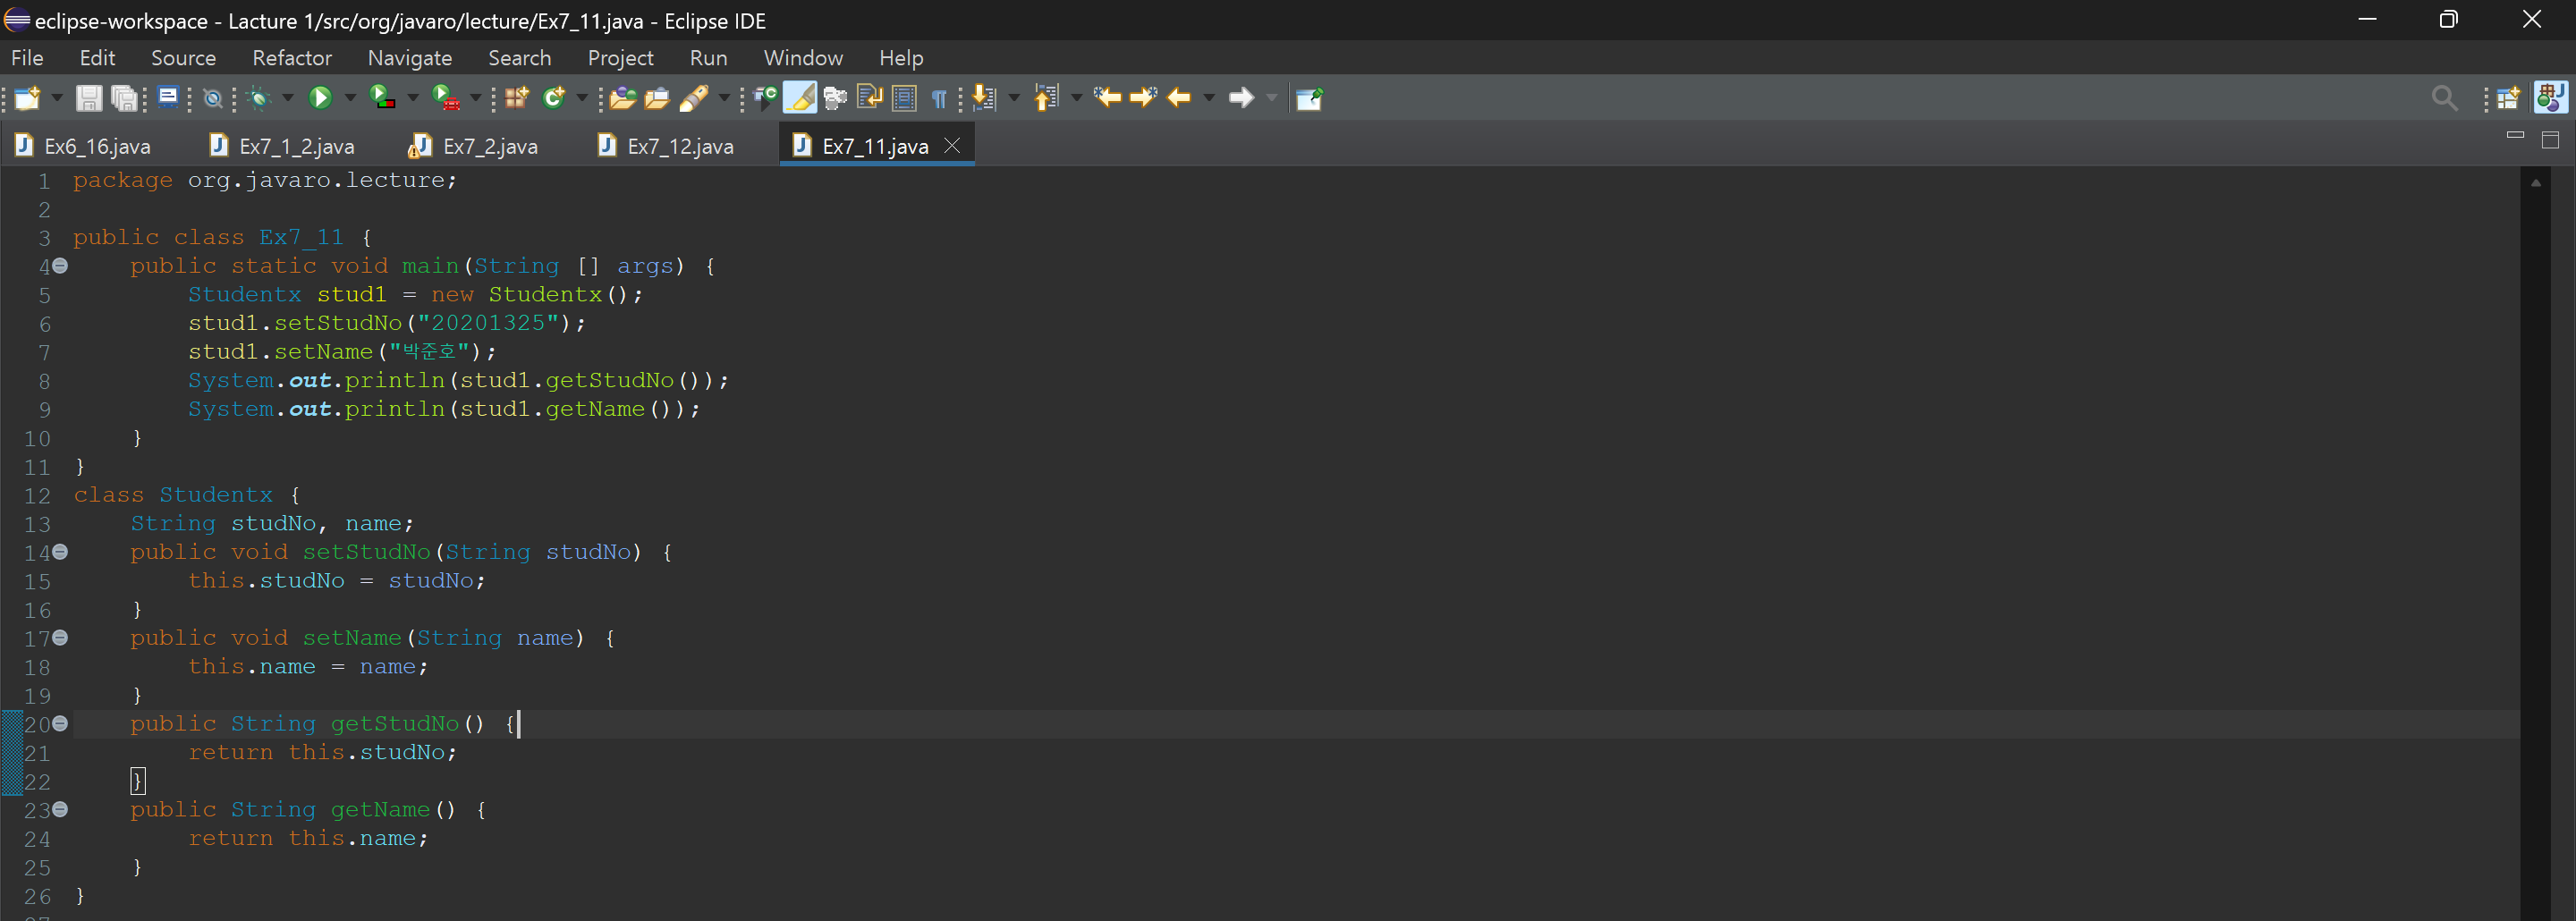 eclipse-workspace - Lacture 1/src/org/javaro/lecture/Ex7_11.java - Eclipse IDE
File Edit Source Refactor Navigate Search Project Run Window Help
Ex6_16.java Ex7_1_2.java Ex7_2.java Ex7_12.java Ex7_11.java
1 package org.javaro.lecture;
2
3 public class Ex7_11 {
4 public static void main(String [] args) {
5 Studentx stud1 = new Studentx();
6 stud1.setStudNo("20201325");
7 stud1.setName("박준호");
8 System.out.println(stud1.getStudNo());
9 System.out.println(stud1.getName());
10 }
11 }
12 class Studentx {
13 String studNo, name;
14 public void setStudNo(String studNo) {
15 this.studNo = studNo;
16 }
17 public void setName(String name) {
18 this.name = name;
19 }
20 public String getStudNo() {
21 return this.studNo;
22 }
23 public String getName() {
24 return this.name;
25 }
26 }